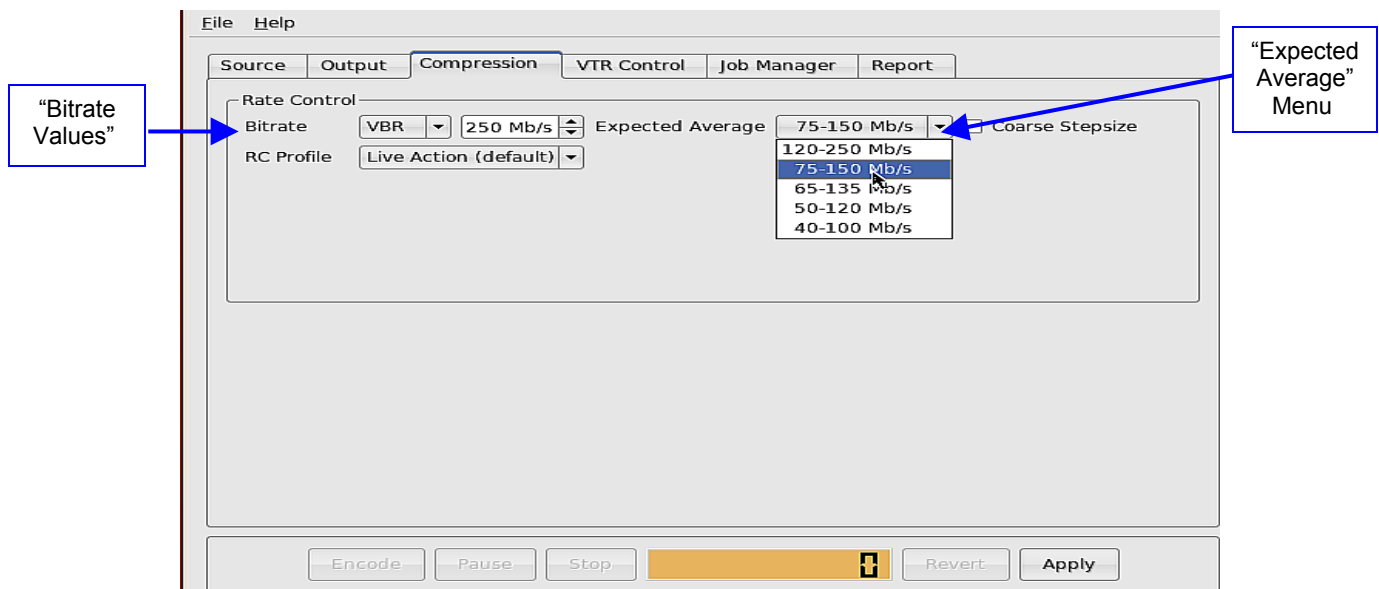 File Help
Source Output Compression VTR Control Job Manager Report
“Bitrate
Values”
“Expected
Average”
Menu
Rate Control
Bitrate VBR 250 Mb/s Expected Average 75-150 Mb/s Coarse Stepsize
RC Profile Live Action (default)
120-250 Mb/s
75-150 Mb/s
65-135 Mb/s
50-120 Mb/s
40-100 Mb/s
Encode Pause Stop 0 Revert Apply